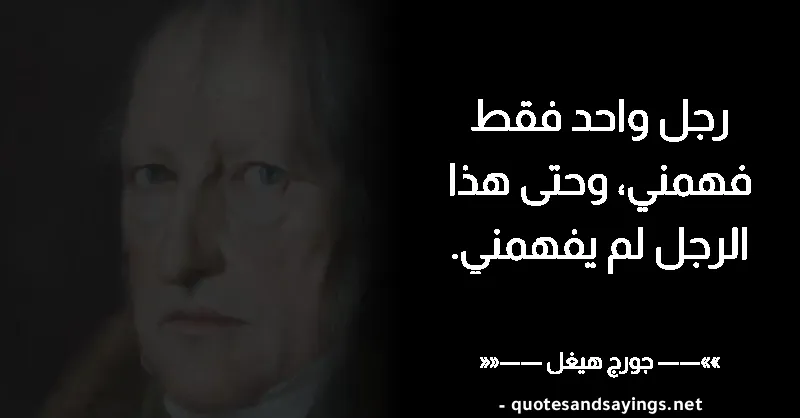 رجل واحد فقط
فهمني، وحتى هذا
الرجل لم يفهمني.
»»—— جورج هيغل ——««
- quotesandsayings.net